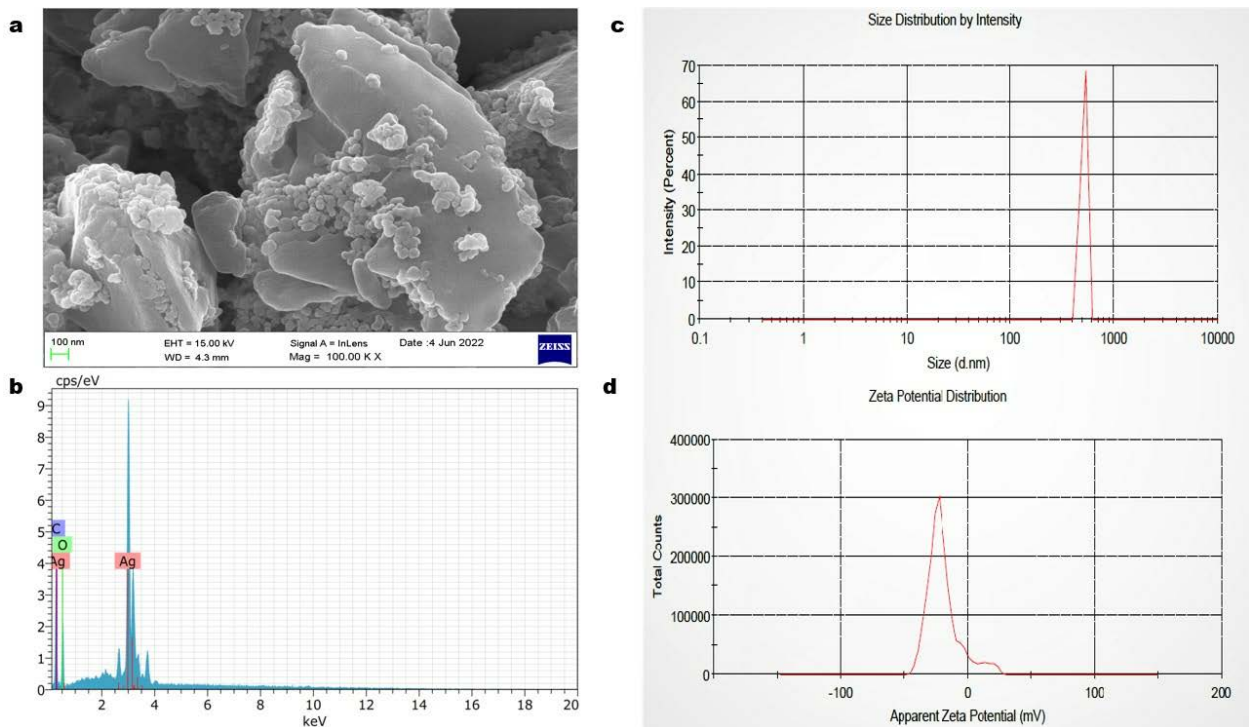 a
100 nm
EHT = 15.00 kV
Signal A = InLens
Date :4 Jun 2022
WD = 4.3 mm
Mag = 100.00 K X
ZEISS
b
cps/eV
9
8
7
6
5
4
3
2
1
0
C
O
Ag
Ag
2 4 6 8 10 12 14 16 18 20
keV
c
Size Distribution by Intensity
70
60
50
40
30
20
10
0
Intensity (Percent)
0.1 1 10 100 1000 10000
Size (d.nm)
d
Zeta Potential Distribution
400000
300000
200000
100000
0
Total Counts
-100 0 100 200
Apparent Zeta Potential (mV)